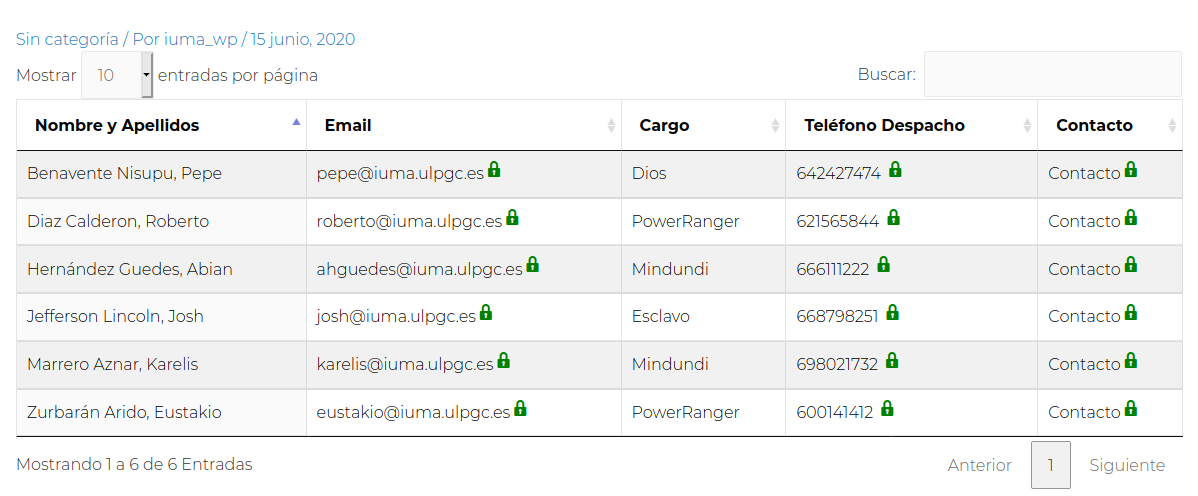 Sin categoría / Por iuma_wp / 15 junio, 2020
Mostrar 10 entradas por página Buscar:
Nombre y Apellidos Email Cargo Teléfono Despacho Contacto
Benavente Nisupu, Pepe pepe@iuma.ulpgc.es Dios 642427474 Contacto
Diaz Calderon, Roberto roberto@iuma.ulpgc.es PowerRanger 621565844 Contacto
Hernández Guedes, Abian ahguedes@iuma.ulpgc.es Mindundi 666111222 Contacto
Jefferson Lincoln, Josh josh@iuma.ulpgc.es Esclavo 668798251 Contacto
Marrero Aznar, Karelis karelis@iuma.ulpgc.es Mindundi 698021732 Contacto
Zurbarán Arido, Eustakio eustakio@iuma.ulpgc.es PowerRanger 600141412 Contacto
Mostrando 1 a 6 de 6 Entradas Anterior 1 Siguiente